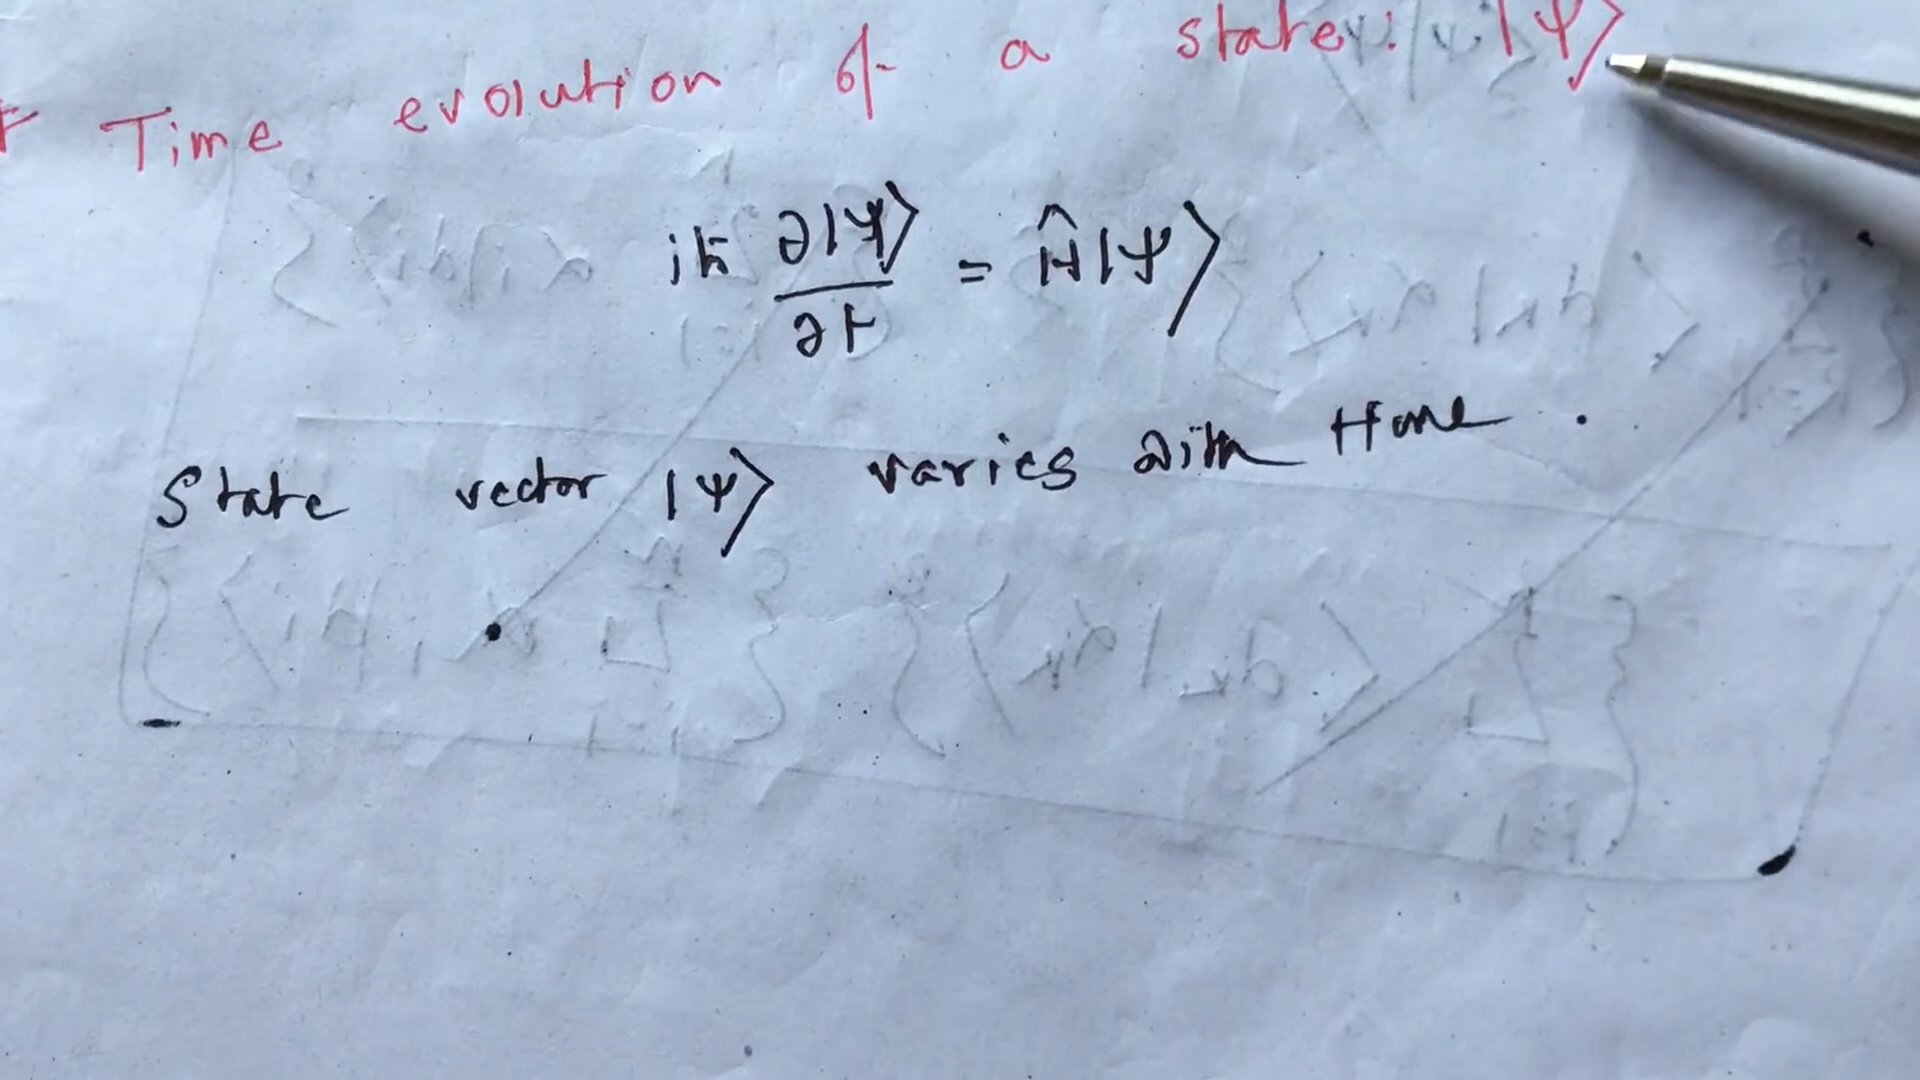 * Time evolution of a state: |ψ⟩
iħ ∂|ψ⟩/∂t = Ĥ|ψ⟩
State vector |ψ⟩ varies with time.